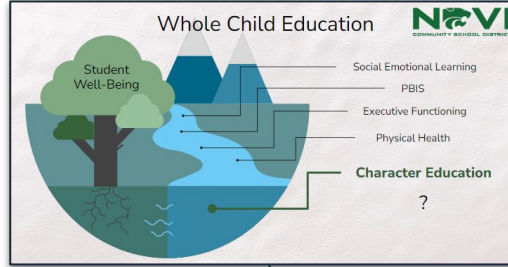 Whole Child Education
NOVI
COMMUNITY SCHOOL DISTRICT
Student
Well-Being
Social Emotional Learning
PBIS
Executive Functioning
Physical Health
Character Education
?